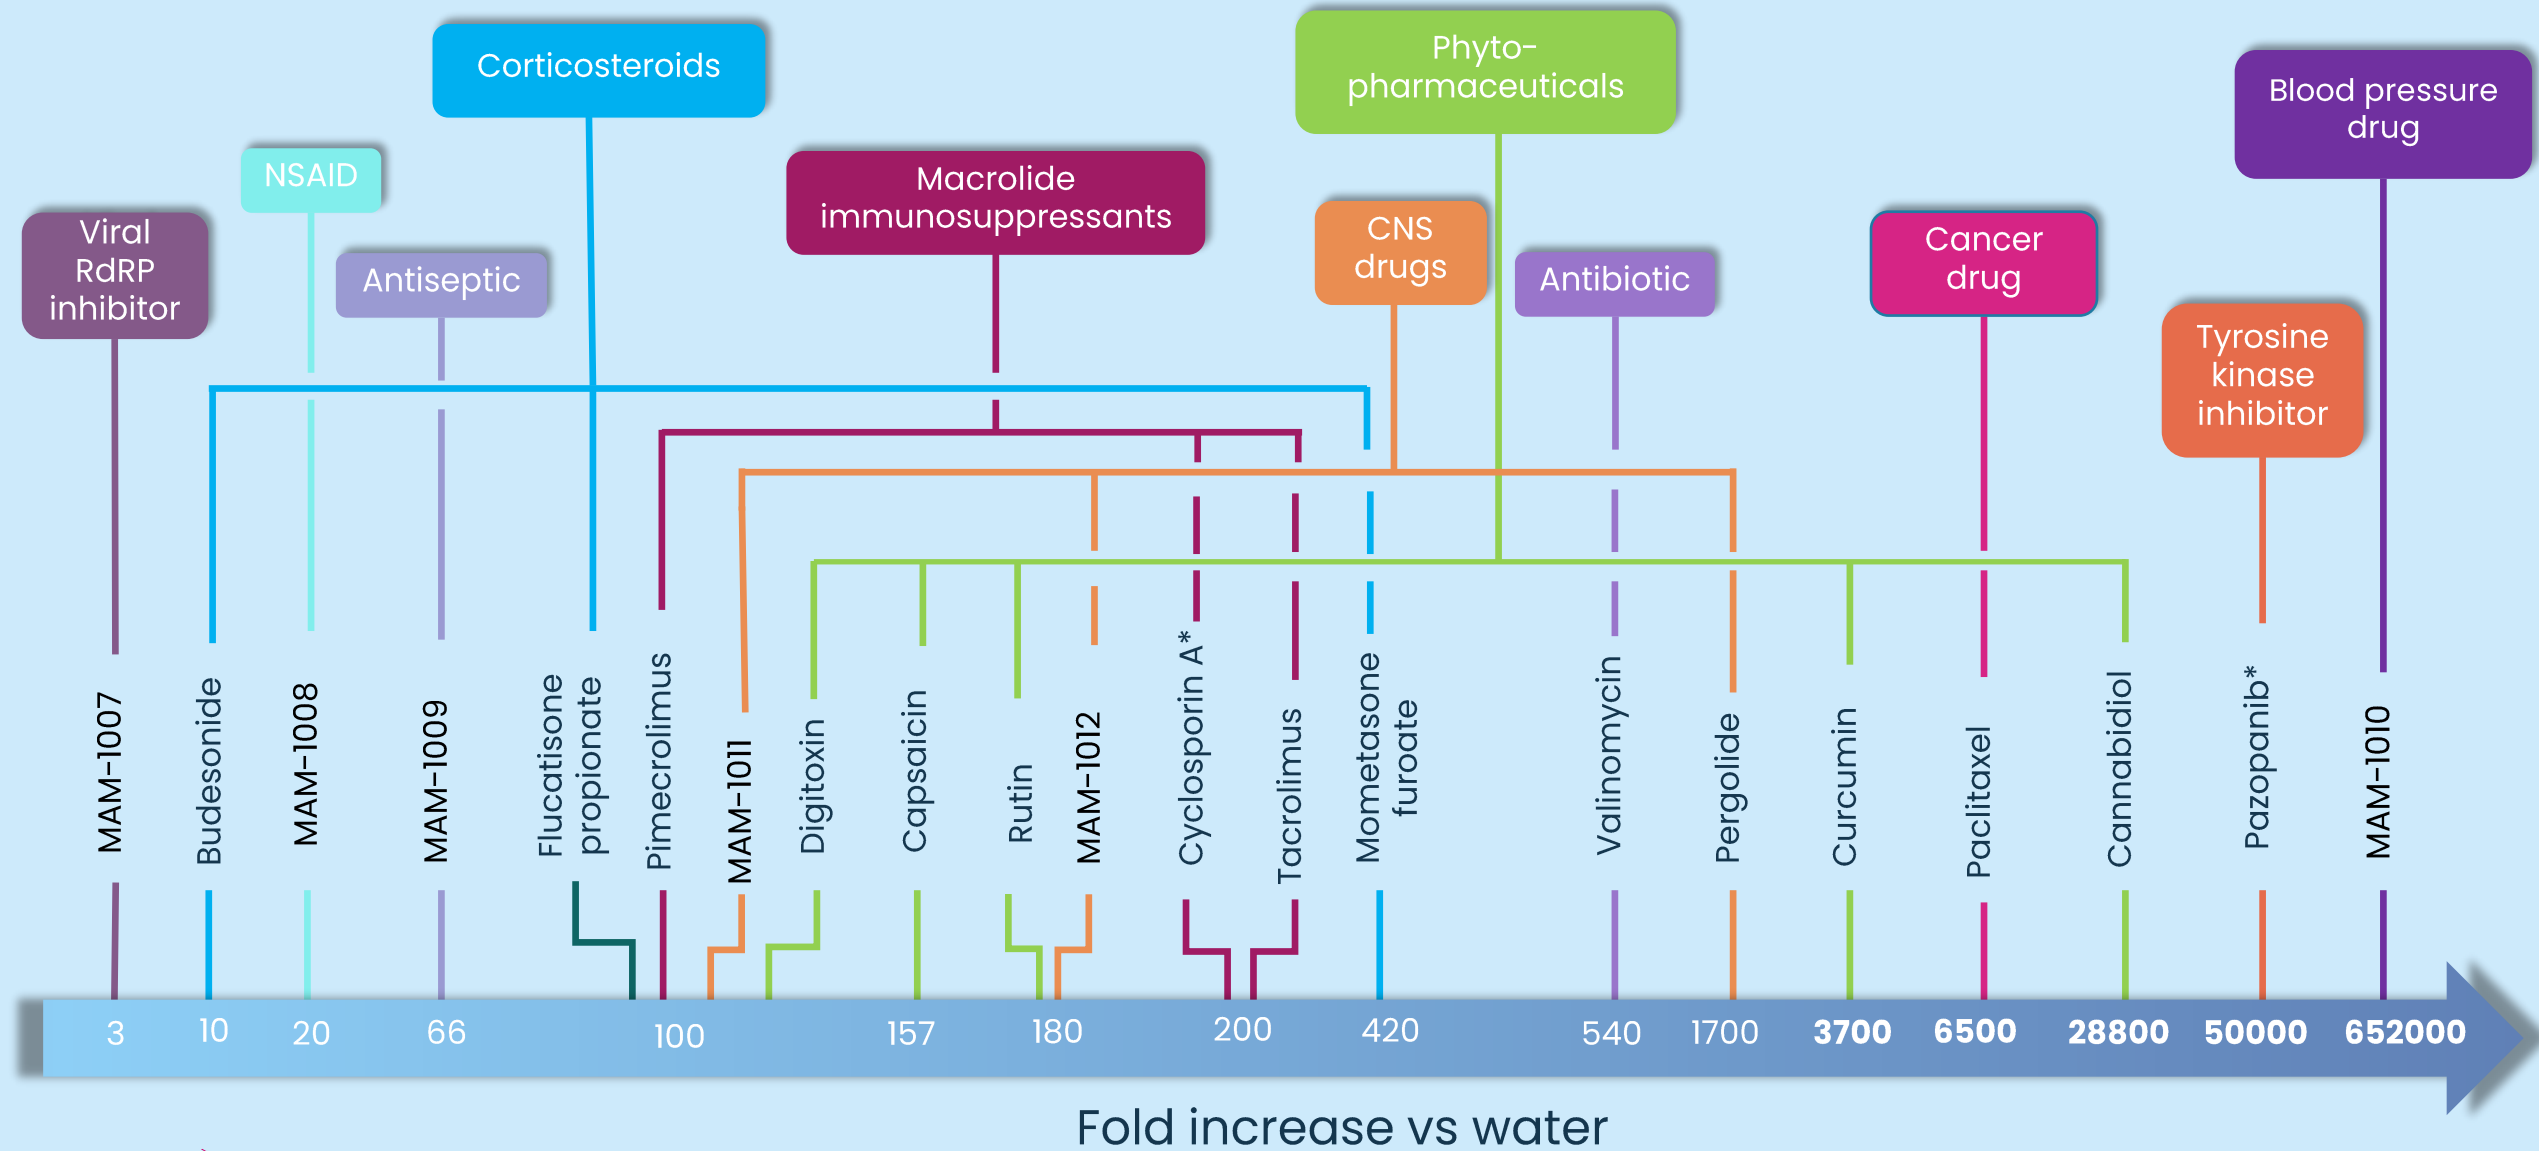 Corticosteroids
Phyto-
pharmaceuticals
Blood pressure
drug
NSAID
Macrolide
immunosuppressants
Viral
RdRP
inhibitor
Antiseptic
CNS
drugs
Antibiotic
Cancer
drug
Tyrosine
kinase
inhibitor
MAM-1007
Budesonide
MAM-1008
MAM-1009
Flucatisone
propionate
Pimecrolimus
MAM-1011
Digitoxin
Capsaicin
Rutin
MAM-1012
Cyclosporin A*
Tacrolimus
Mometasone
furoate
Valinomycin
Pergolide
Curcumin
Paclitaxel
Cannabidiol
Pazopanib*
MAM-1010
3 10 20 66 100 157 180 200 420 540 1700 3700 6500 28800 50000 652000
Fold increase vs water